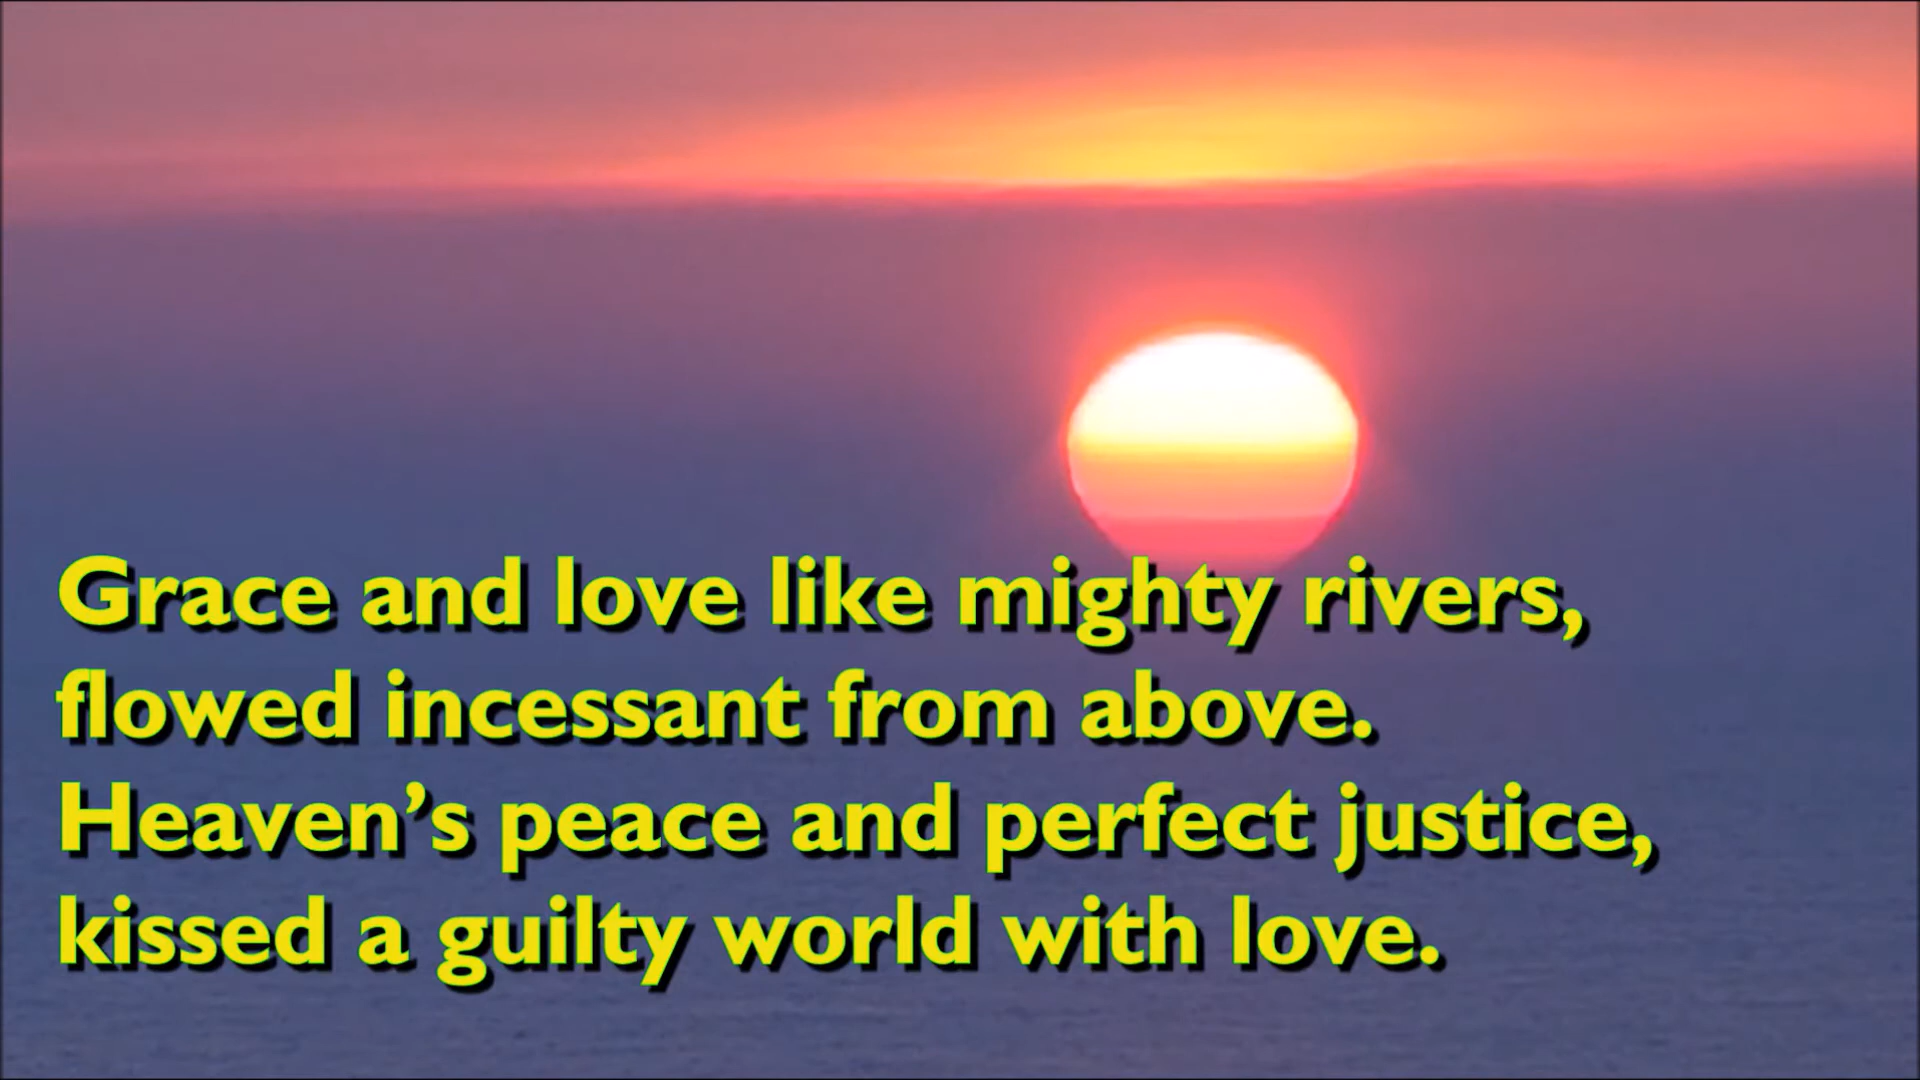 Grace and love like mighty rivers,
flowed incessant from above.
Heaven’s peace and perfect justice,
kissed a guilty world with love.